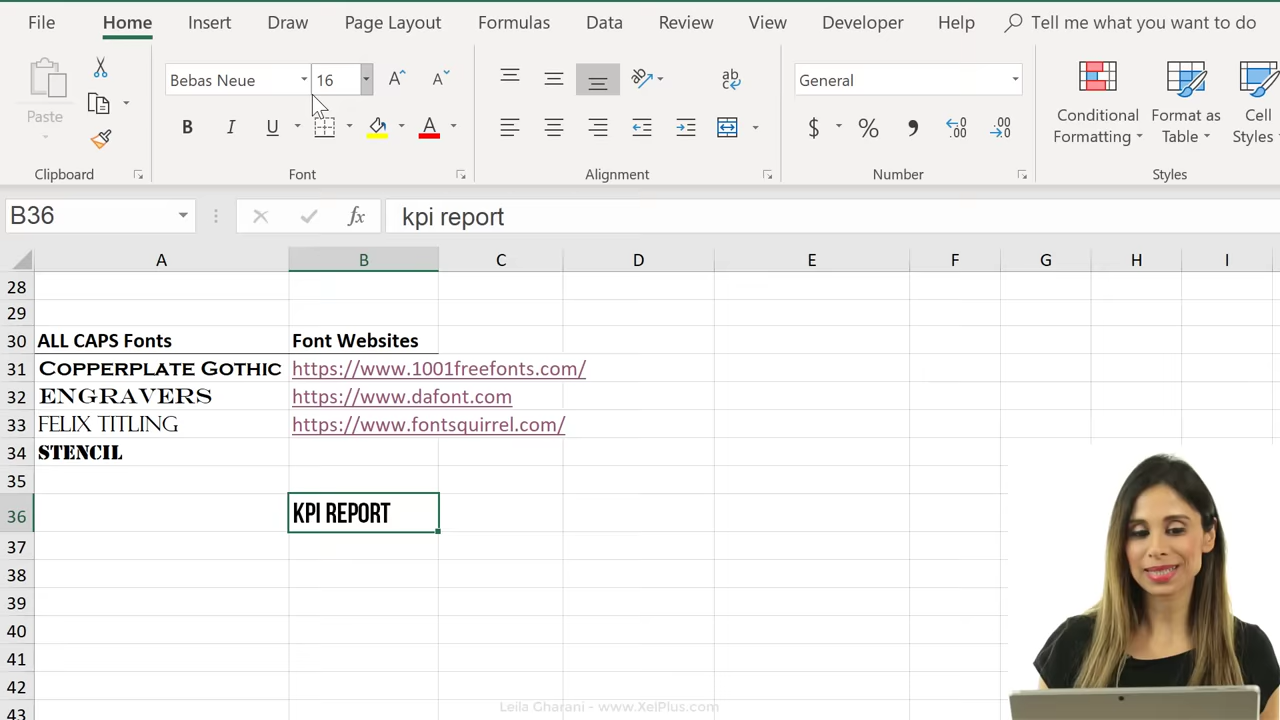 File Home Insert Draw Page Layout Formulas Data Review View Developer Help Tell me what you want to do
Bebas Neue 16 A^ Aˇ ab General
Paste B I U A $ % , Conditional Formatting Format as Table Cell Styles
Clipboard Font Alignment Number Styles
B36 fx kpi report
A B C D E F G H I
28
29
30 ALL CAPS Fonts Font Websites
31 COPPERPLATE GOTHIC https://www.1001freefonts.com/
32 ENGRAVERS https://www.dafont.com
33 FELIX TITLING https://www.fontsquirrel.com/
34 STENCIL
35
36 KPI REPORT
37
38
39
40
41
42
43
Leila Gharani - www.XelPlus.com